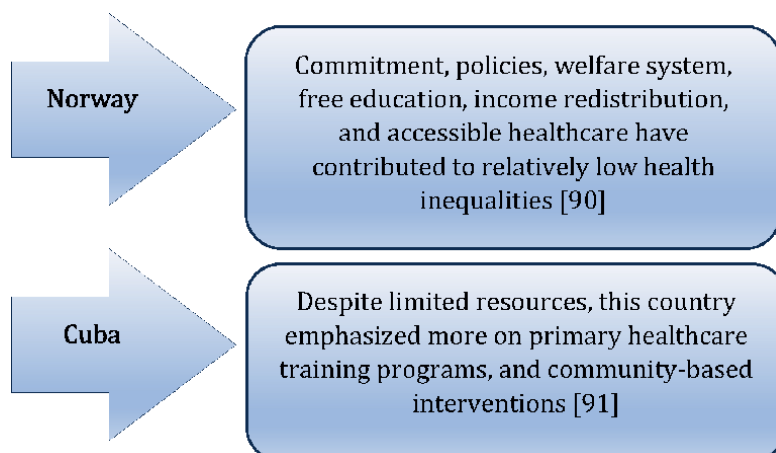 Norway
Commitment, policies, welfare system,
free education, income redistribution,
and accessible healthcare have
contributed to relatively low health
inequalities [90]
Cuba
Despite limited resources, this country
emphasized more on primary healthcare
training programs, and community-based
interventions [91]